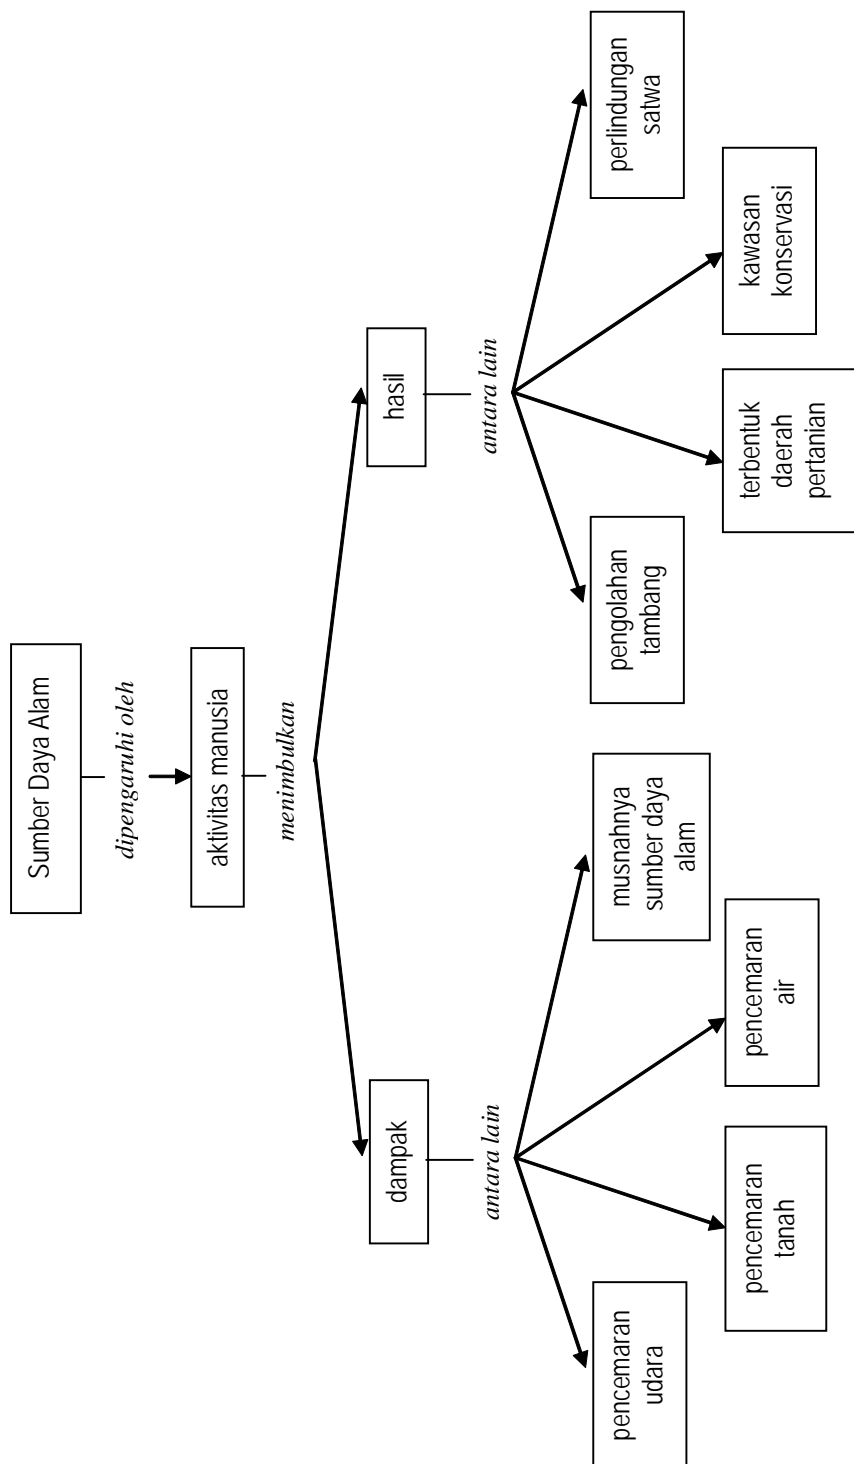 Sumber Daya Alam
dipengaruhi oleh
aktivitas manusia
menimbulkan
dampak
hasil
antara lain
antara lain
pencemaran
udara
pencemaran
tanah
pencemaran
air
musnahnya
sumber daya
alam
pengolahan
tambang
terbentuk
daerah
pertanian
kawasan
konservasi
perlindungan
satwa